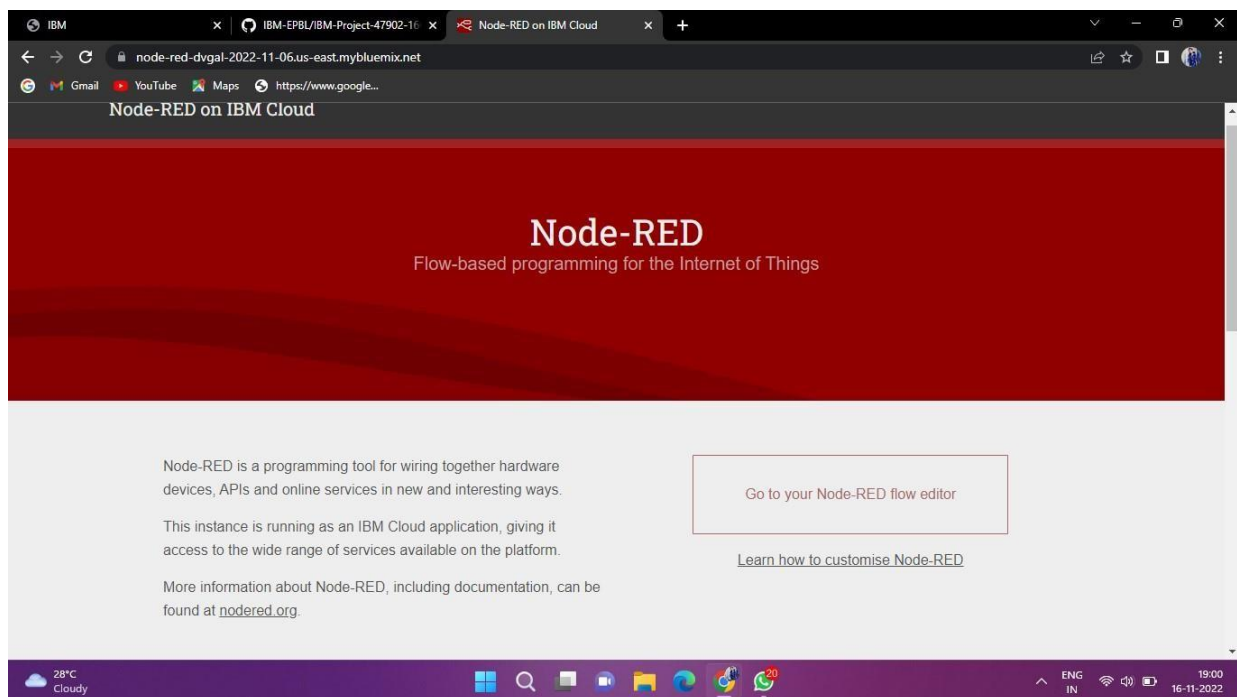 IBM
IBM-EPBL/IBM-Project-47902-16
Node-RED on IBM Cloud
node-red-dvgal-2022-11-06.us-east.mybluemix.net
Gmail
YouTube
Maps
https://www.google...
Node-RED on IBM Cloud
Node-RED
Flow-based programming for the Internet of Things
Node-RED is a programming tool for wiring together hardware
devices, APIs and online services in new and interesting ways.
This instance is running as an IBM Cloud application, giving it
access to the wide range of services available on the platform.
More information about Node-RED, including documentation, can be
found at nodered.org.
Go to your Node-RED flow editor
Learn how to customise Node-RED
28°C
Cloudy
20
ENG
IN
19:00
16-11-2022